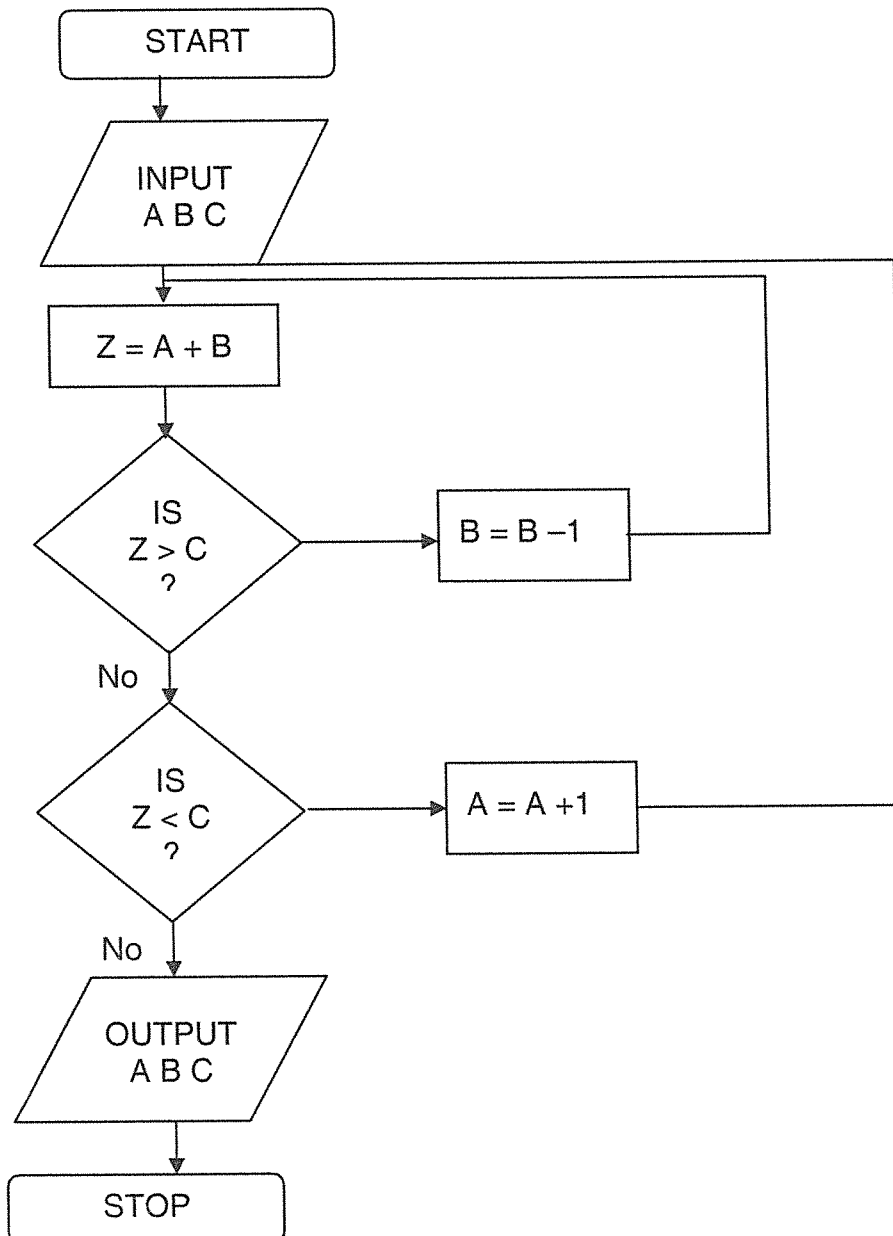 START
INPUT
A B C
Z = A + B
IS
Z > C
?
B = B –1
No
IS
Z < C
?
A = A +1
No
OUTPUT
A B C
STOP